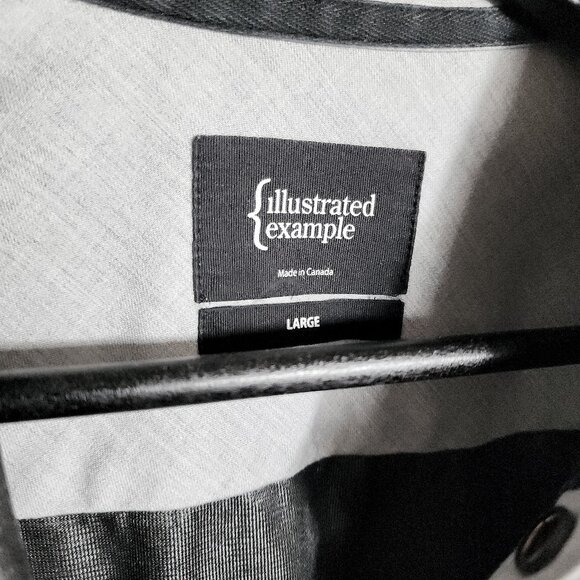 {illustrated
example
Made in Canada
LARGE